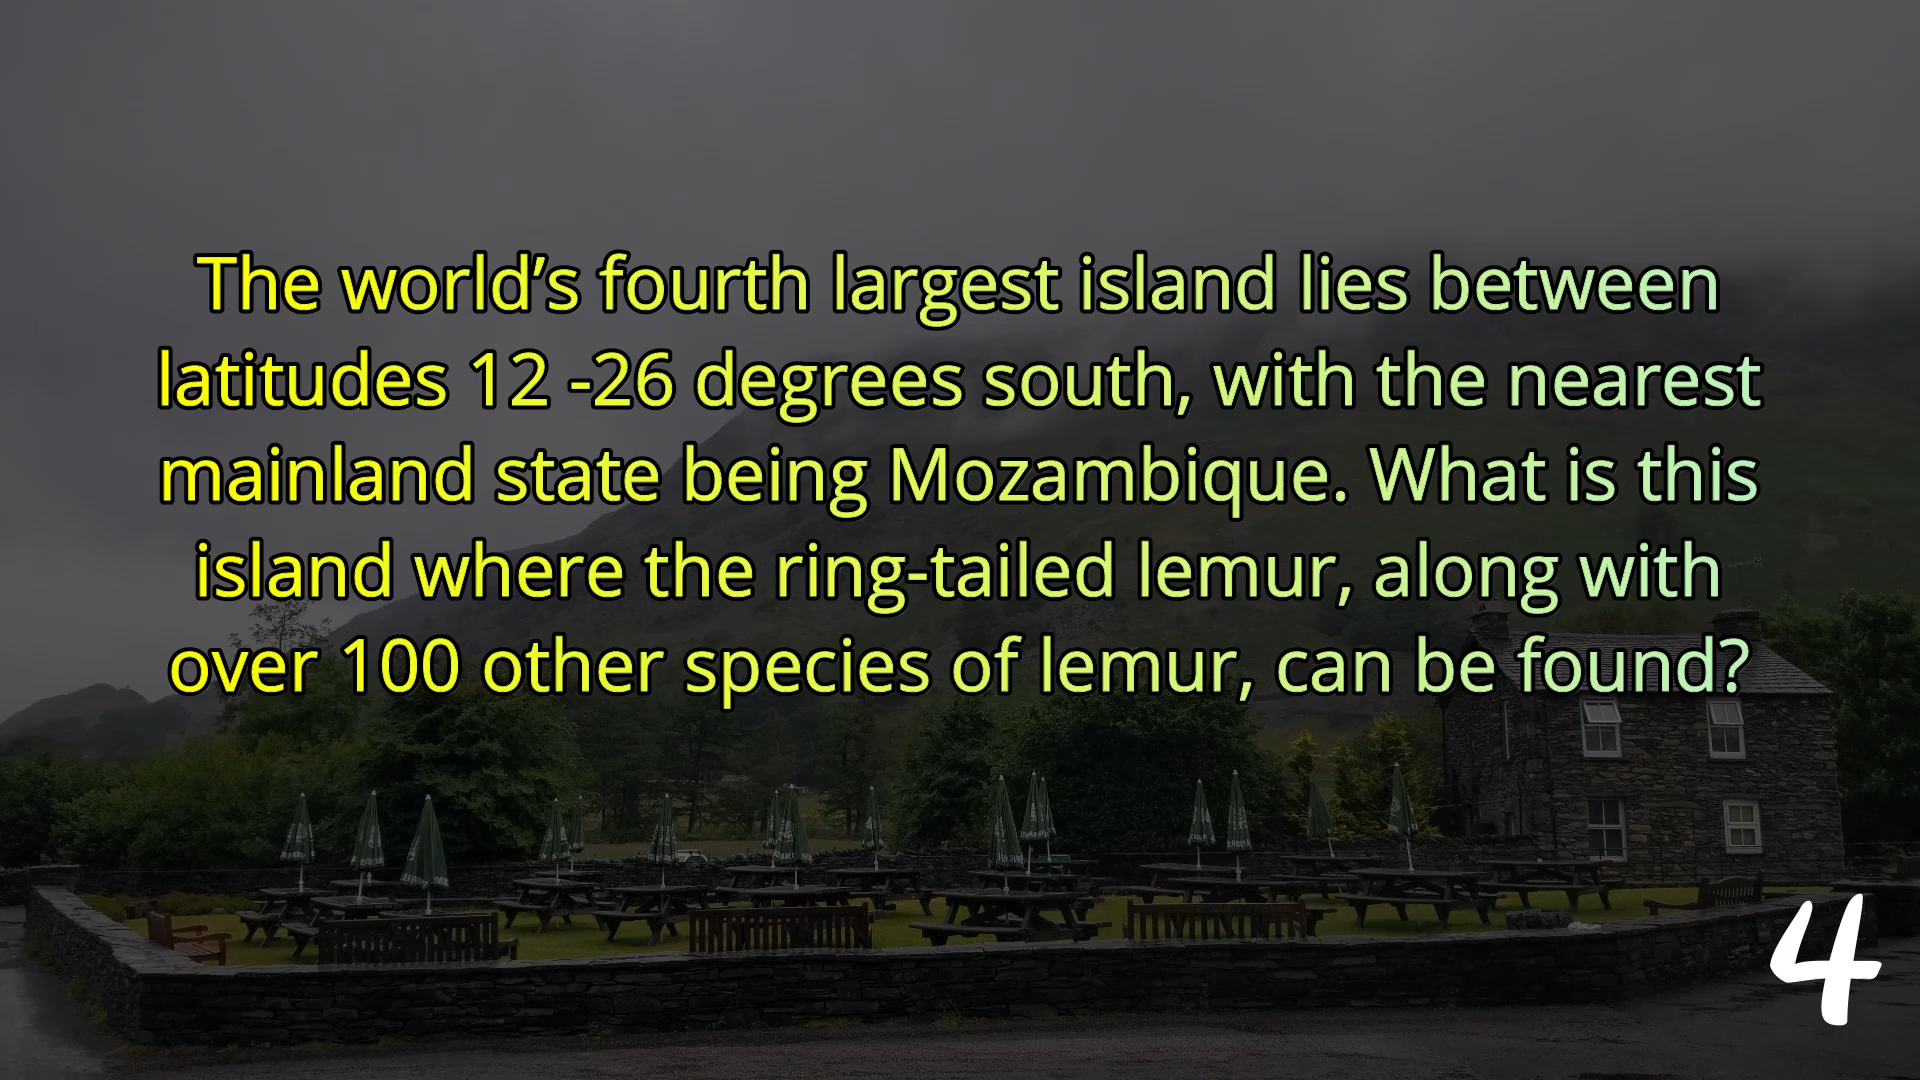 The world’s fourth largest island lies between
latitudes 12 -26 degrees south, with the nearest
mainland state being Mozambique. What is this
island where the ring-tailed lemur, along with
over 100 other species of lemur, can be found?
4